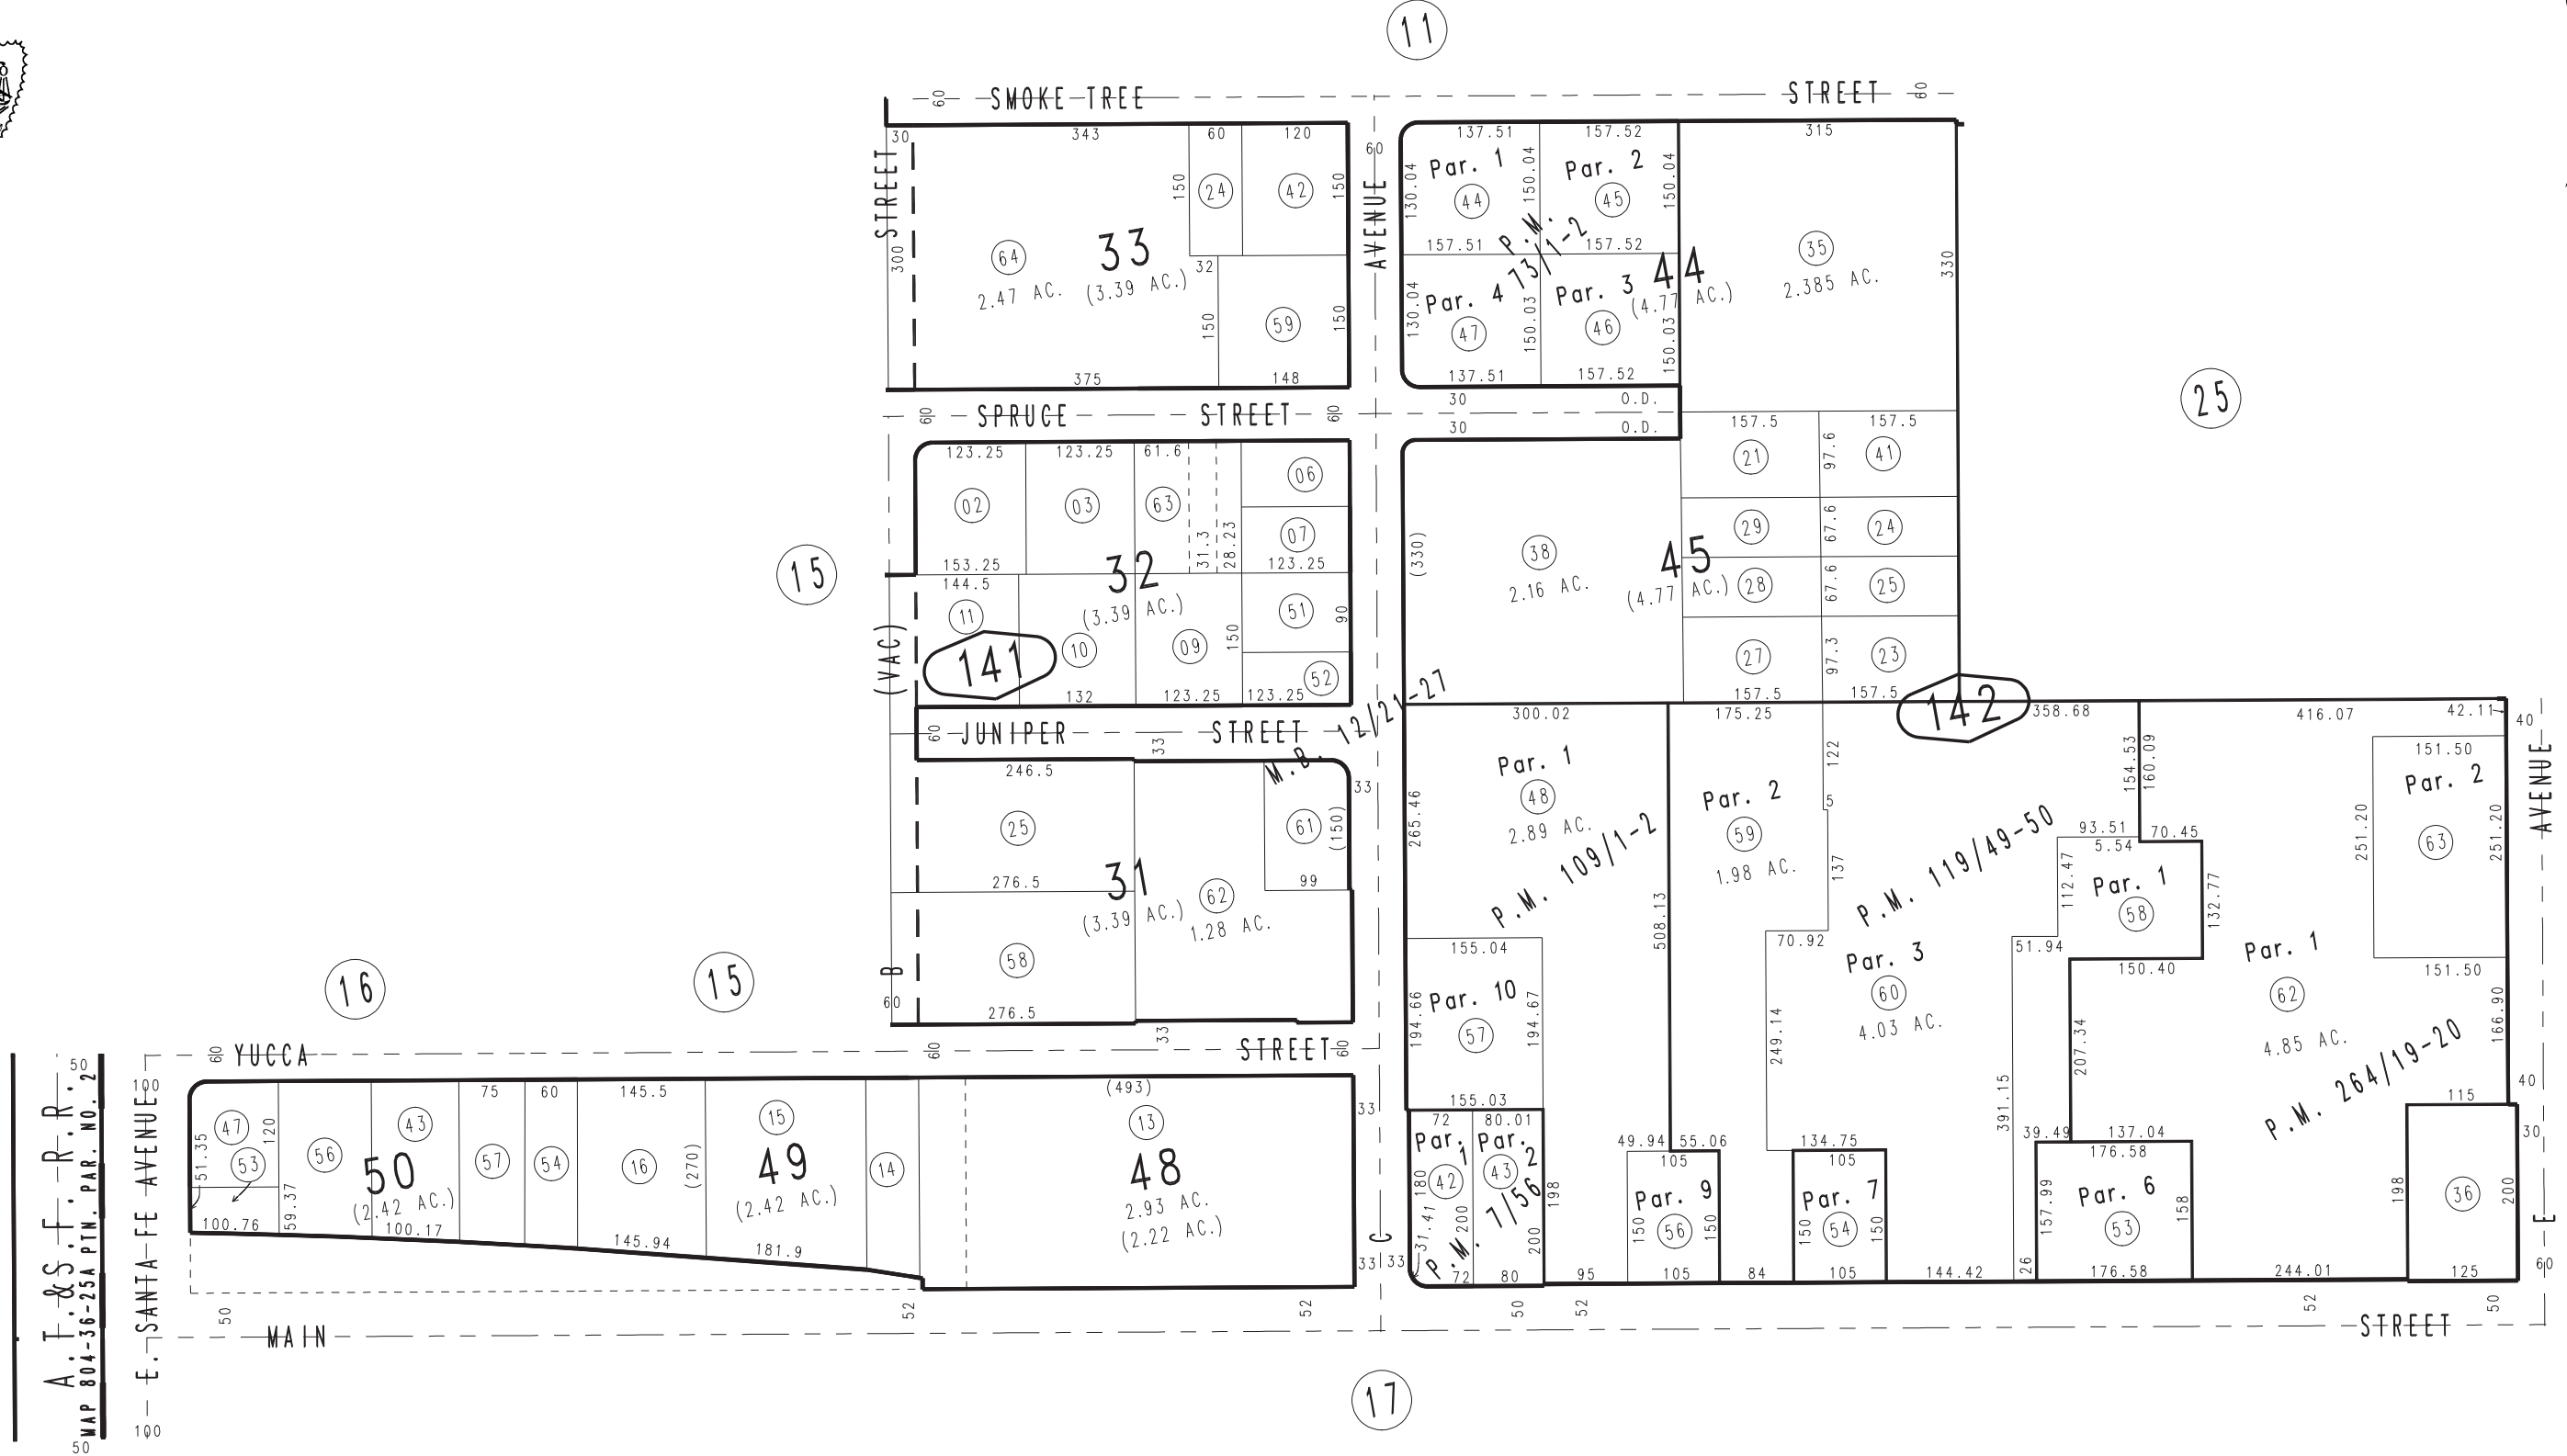 11
60 SMOKE TREE STREET 60
30 343 60 120
STREET
300
150 24 42 150
64 33
2.47 AC. (3.39 AC.)
32
150 59 150
375 148
60
AVENUE
137.51 157.52 315
Par. 1 Par. 2
130.04 44 150.04 45 150.04
157.51 157.52
P.M. 73/1-2
44
(4.77 AC.)
35
2.385 AC.
330
Par. 4 Par. 3
130.04 47 150.03 46 150.03
137.51 157.52
60 SPRUCE STREET 60
30 O.D.
30 O.D.
25
15
123.25 123.25 61.6
02 03 63 31.3 28.23
06
07
153.25 123.25
144.5 32
(3.39 AC.)
11 10 09 150
51 90
52
141
132 123.25 123.25
(VAC)
(330)
38
2.16 AC.
45
(4.77 AC.)
157.5 157.5
21 97.6 41
29 67.6 24
28 67.6 25
27 97.3 23
157.5 157.5
142
60 JUNIPER STREET
33
M.B. 12/21-27
246.5
33
25
61 (150)
276.5 99
31
(3.39 AC.)
62
1.28 AC.
58
B
60
276.5
33
300.02 175.25 358.68 416.07 42.11
40
AVENUE
Par. 1
48
2.89 AC.
265.46
P.M. 109/1-2
508.13
Par. 2
59
1.98 AC.
122
5
137
70.92
249.14
P.M. 119/49-50
Par. 3
60
4.03 AC.
154.53 160.09
93.51 70.45
5.54
112.47 Par. 1 132.77
58
51.94
150.40
207.34
391.15
151.50
Par. 2
251.20 63 251.20
151.50
Par. 1
62
4.85 AC.
166.90
P.M. 264/19-20
40
155.04
Par. 10
194.66 57 194.67
155.03
16
15
60 YUCCA 60 STREET 60
50
A. T. & S. F. R. R.
MAP 804-36-25A PTN. PAR. NO. 2
50
100
E. SANTA FE AVENUE
100
75 60 145.5 (493)
47 120
51.35 53
56 43 57 54 16 (270) 15 14 13
50
(2.42 AC.)
49
(2.42 AC.)
48
2.93 AC.
(2.22 AC.)
59.37
100.76 100.17 145.94 181.9
33
C
33 33
72 80.01
Par. 1 Par. 2
180 42 43
31.41 200 200 198
P.M. 7/56
72 80 95 105 84 105 144.42 26 176.58 244.01 125
49.94 55.06
105
Par. 9
150 56 150
134.75
105
Par. 7
150 54 150
39.49 137.04
176.58
Par. 6
157.99 53 158
115
30
198 36 200
E
60
50 52 52 50 52 52 50
MAIN STREET
17